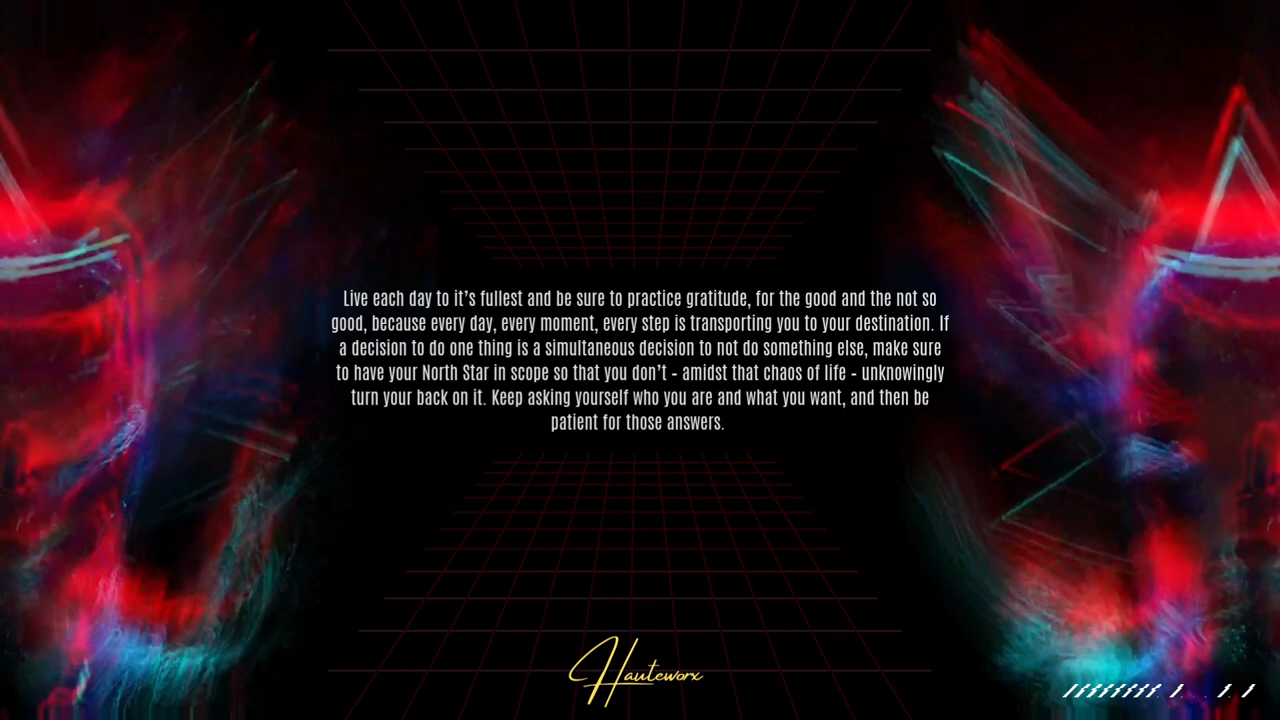 Live each day to it’s fullest and be sure to practice gratitude, for the good and the not so
good, because every day, every moment, every step is transporting you to your destination. If
a decision to do one thing is a simultaneous decision to not do something else, make sure
to have your North Star in scope so that you don’t - amidst that chaos of life - unknowingly
turn your back on it. Keep asking yourself who you are and what you want, and then be
patient for those answers.
Hauteworx